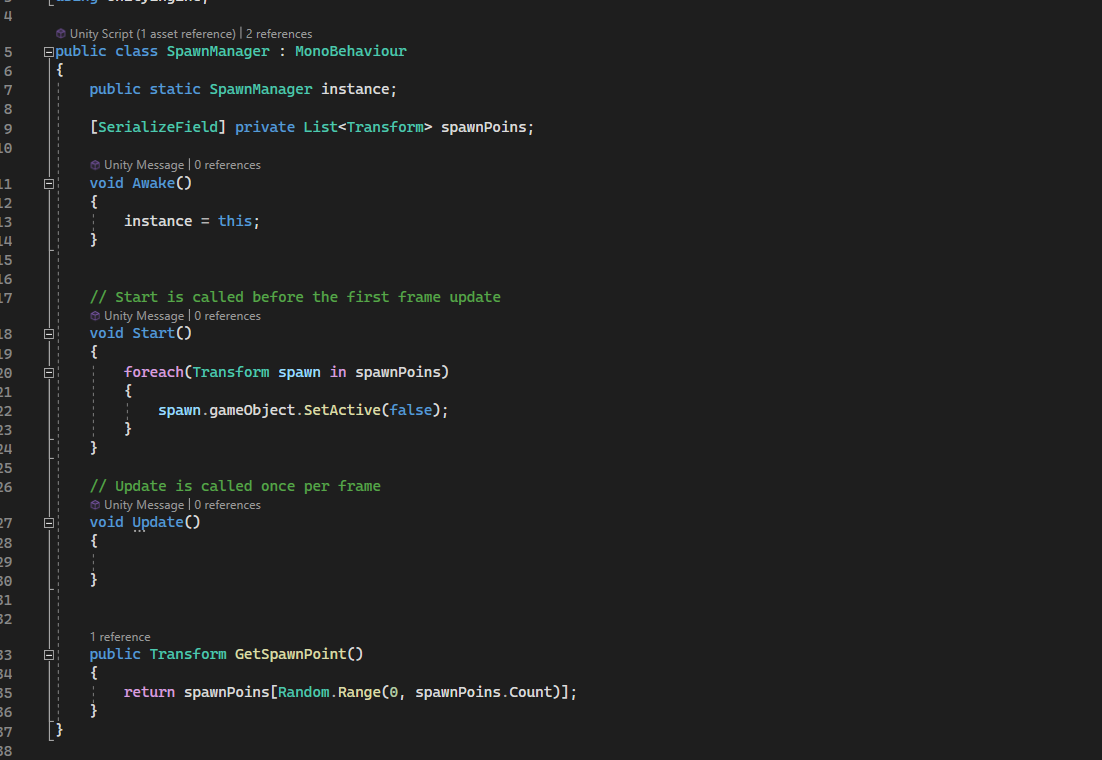 4
Unity Script (1 asset reference) | 2 references
5 public class SpawnManager : MonoBehaviour
6 {
7 public static SpawnManager instance;
8
9 [SerializeField] private List<Transform> spawnPoins;
10
Unity Message | 0 references
11 void Awake()
12 {
13 instance = this;
14 }
15
16
17 // Start is called before the first frame update
Unity Message | 0 references
18 void Start()
19 {
20 foreach(Transform spawn in spawnPoins)
21 {
22 spawn.gameObject.SetActive(false);
23 }
24 }
25
26 // Update is called once per frame
Unity Message | 0 references
27 void Update()
28 {
29
30 }
31
32
1 reference
33 public Transform GetSpawnPoint()
34 {
35 return spawnPoins[Random.Range(0, spawnPoins.Count)];
36 }
37 }
38